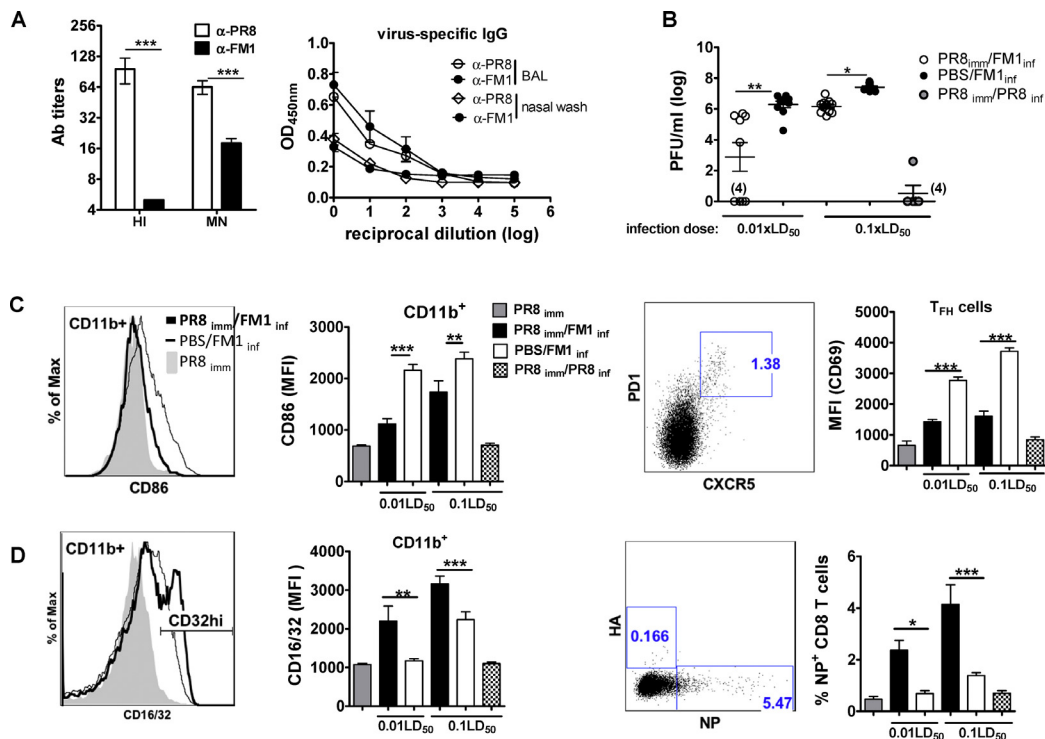 A
256
128
64
32
16
8
4
Ab titers
***
***
α-PR8
α-FM1
HI
MN
virus-specific IgG
1.0
0.8
0.6
0.4
0.2
0.0
OD450nm
α-PR8
α-FM1
BAL
α-PR8
α-FM1
nasal wash
0 1 2 3 4 5 6
reciprocal dilution (log)
B
10
8
6
4
2
0
PFU/ml (log)
**
*
(4)
(4)
PR8imm/FM1inf
PBS/FM1inf
PR8 imm/PR8 inf
infection dose: 0.01xLD50 0.1xLD50
C
CD11b+
PR8 imm/FM1 inf
PBS/FM1 inf
PR8 imm
% of Max
CD86
CD11b+
3000
2000
1000
0
CD86 (MFI)
***
**
0.01LD50 0.1LD50
PR8 imm
PR8 imm/FM1 inf
PBS/FM1 inf
PR8 imm/PR8 inf
PD1
1.38
CXCR5
TFH cells
5000
4000
3000
2000
1000
0
MFI (CD69)
***
***
0.01LD50 0.1LD50
D
CD11b+
CD32hi
% of Max
CD16/32
CD11b+
4000
3000
2000
1000
0
CD16/32 (MFI)
**
***
0.01LD50 0.1LD50
HA
0.166
5.47
NP
6
4
2
0
% NP+ CD8 T cells
*
***
0.01LD50 0.1LD50